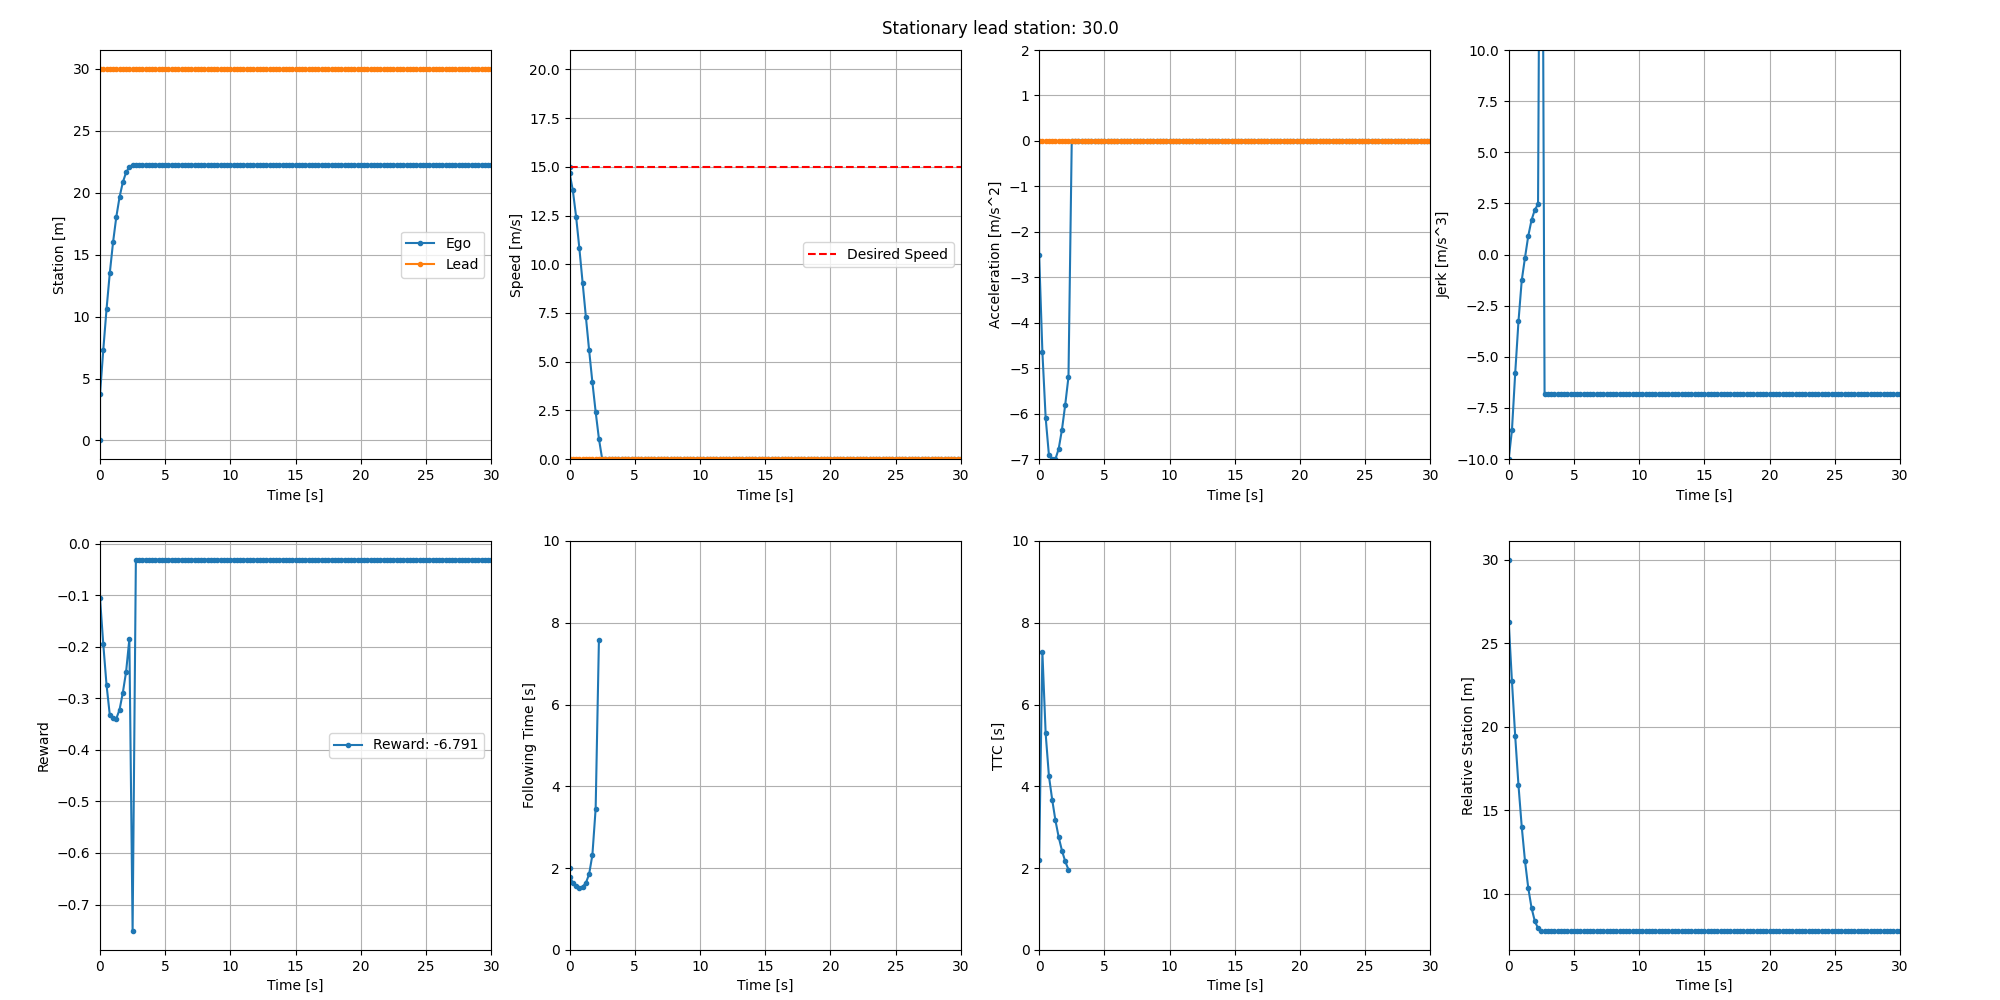 Stationary lead station: 30.0
30
25
20
15
10
5
0
Station [m]
Ego
Lead
0 5 10 15 20 25 30
Time [s]
20.0
17.5
15.0
12.5
10.0
7.5
5.0
2.5
0.0
Speed [m/s]
Desired Speed
0 5 10 15 20 25 30
Time [s]
2
1
0
−1
−2
−3
−4
−5
−6
−7
Acceleration [m/s^2]
0 5 10 15 20 25 30
Time [s]
10.0
7.5
5.0
2.5
0.0
−2.5
−5.0
−7.5
−10.0
Jerk [m/s^3]
0 5 10 15 20 25 30
Time [s]
0.0
−0.1
−0.2
−0.3
−0.4
−0.5
−0.6
−0.7
Reward
Reward: -6.791
0 5 10 15 20 25 30
Time [s]
10
8
6
4
2
0
Following Time [s]
0 5 10 15 20 25 30
Time [s]
10
8
6
4
2
0
TTC [s]
0 5 10 15 20 25 30
Time [s]
30
25
20
15
10
Relative Station [m]
0 5 10 15 20 25 30
Time [s]